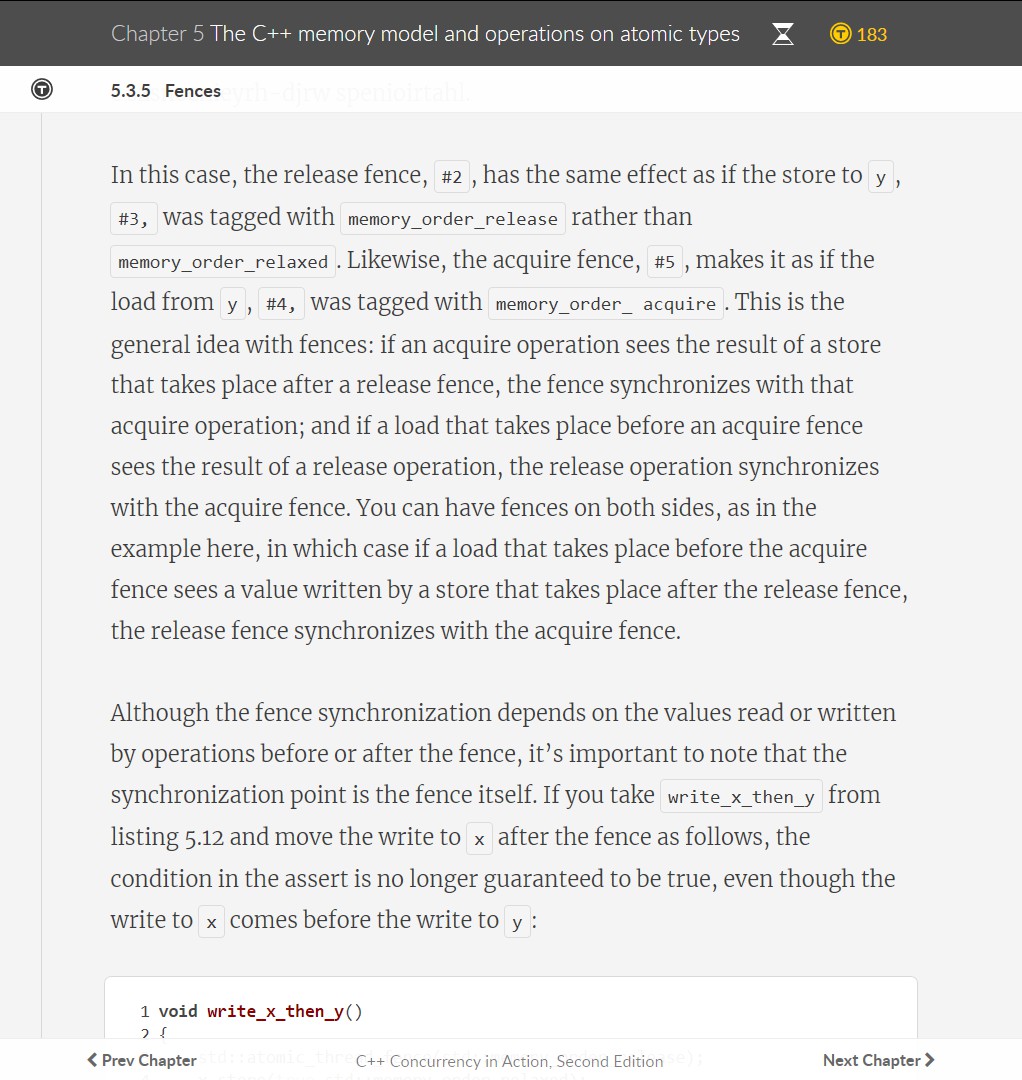 Chapter 5 The C++ memory model and operations on atomic types 183
5.3.5 Fences
In this case, the release fence, #2 , has the same effect as if the store to y ,
#3, was tagged with memory_order_release rather than
memory_order_relaxed . Likewise, the acquire fence, #5 , makes it as if the
load from y , #4, was tagged with memory_order_ acquire . This is the
general idea with fences: if an acquire operation sees the result of a store
that takes place after a release fence, the fence synchronizes with that
acquire operation; and if a load that takes place before an acquire fence
sees the result of a release operation, the release operation synchronizes
with the acquire fence. You can have fences on both sides, as in the
example here, in which case if a load that takes place before the acquire
fence sees a value written by a store that takes place after the release fence,
the release fence synchronizes with the acquire fence.
Although the fence synchronization depends on the values read or written
by operations before or after the fence, it’s important to note that the
synchronization point is the fence itself. If you take write_x_then_y from
listing 5.12 and move the write to x after the fence as follows, the
condition in the assert is no longer guaranteed to be true, even though the
write to x comes before the write to y :
1 void write_x_then_y()
2 {
Prev Chapter C++ Concurrency in Action, Second Edition Next Chapter